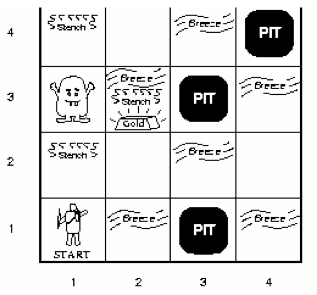 4 Stench Breeze PIT
Breeze
3 Stench PIT Breeze
Gold
2 Stench Breeze
1 Breeze PIT Breeze
START
1 2 3 4